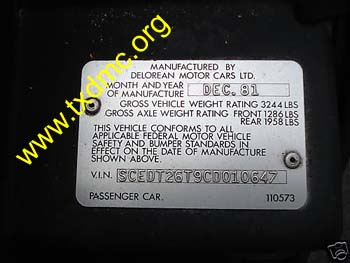 MANUFACTURED BY
DELOREAN MOTOR CARS LTD.
MONTH AND YEAR
OF MANUFACTURE DEC. 81
GROSS VEHICLE WEIGHT RATING 3244 LBS
GROSS AXLE WEIGHT RATING FRONT 1286 LBS
REAR 1958 LBS
THIS VEHICLE CONFORMS TO ALL
APPLICABLE FEDERAL MOTOR VEHICLE
SAFETY AND BUMPER STANDARDS IN
EFFECT ON THE DATE OF MANUFACTURE
SHOWN ABOVE
V.I.N. SCEDT26T9CD010647
PASSENGER CAR. 110573
www.txdmc.org
www.txdmc.org